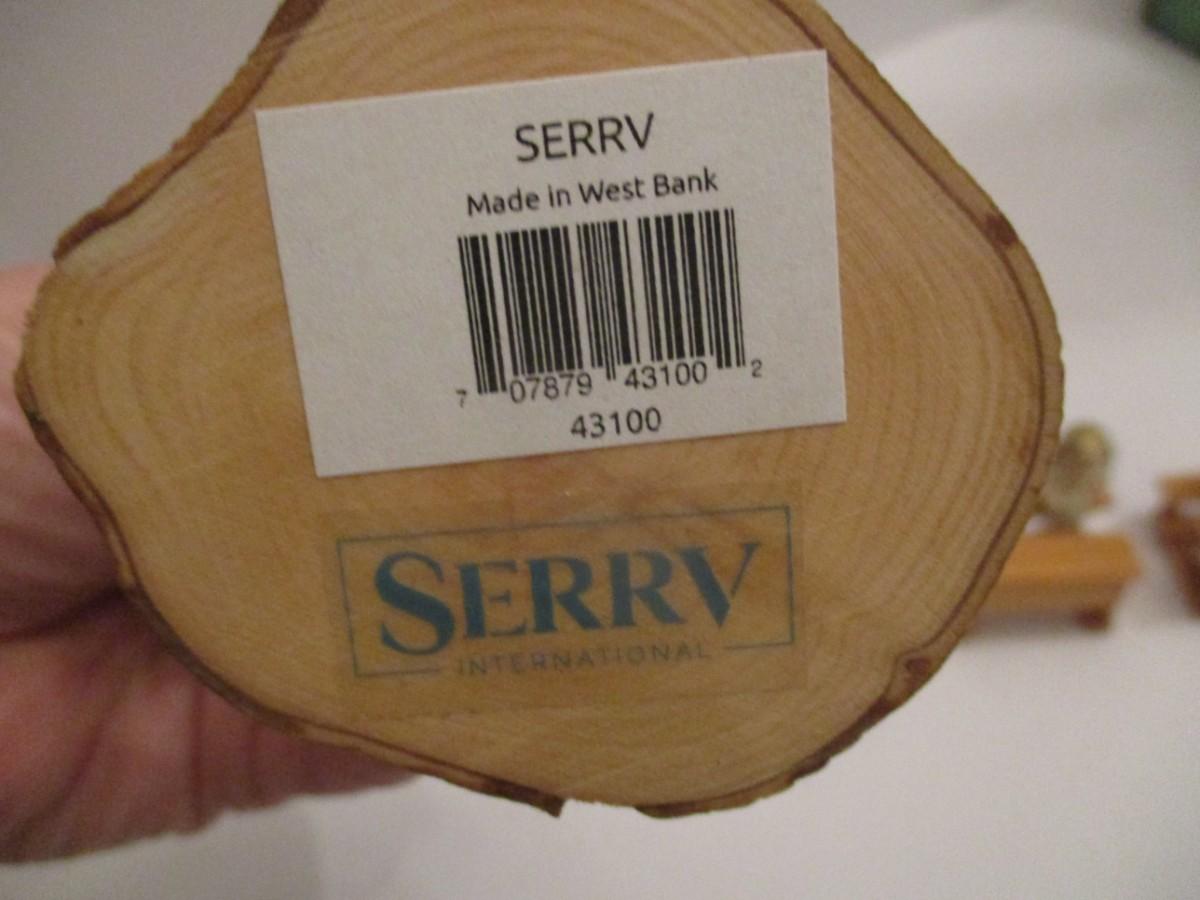 SERRV
Made in West Bank
7 07879 43100 2
43100
SERRV
INTERNATIONAL